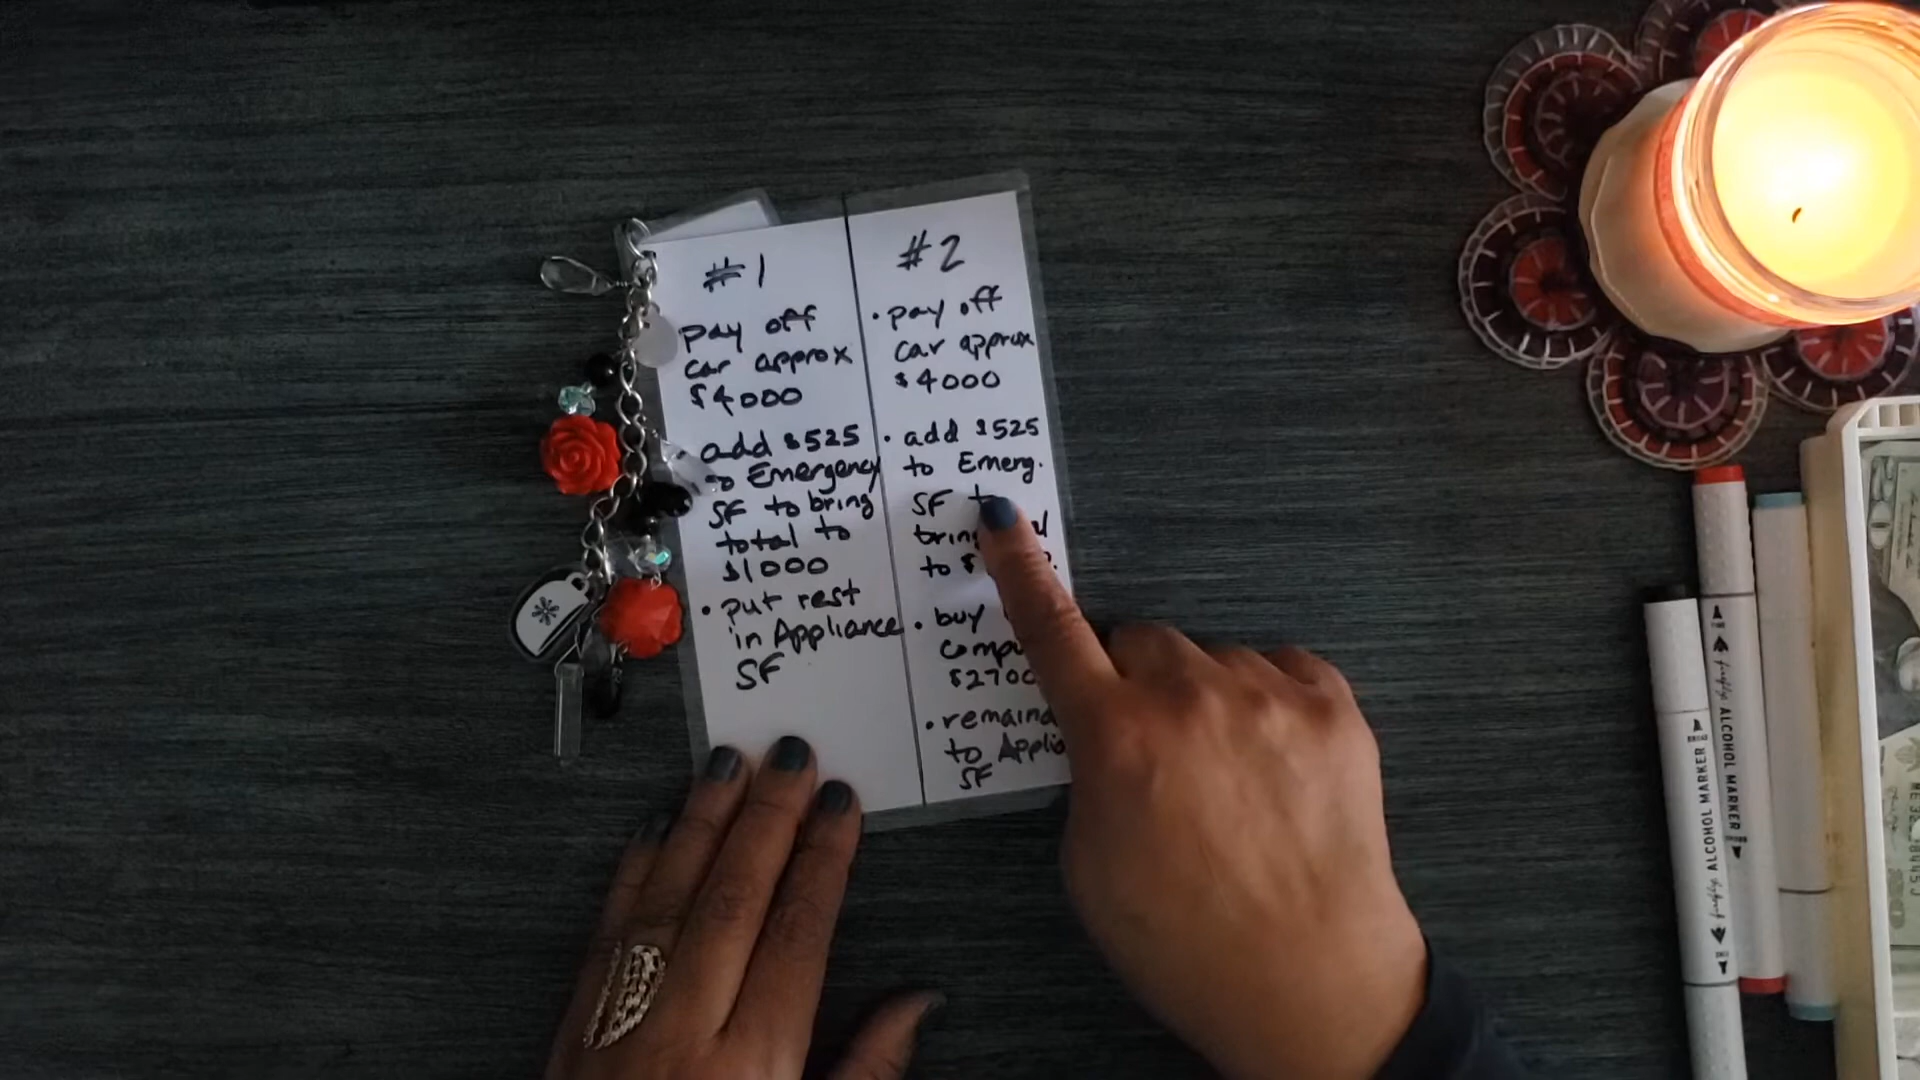 #1
pay off
car approx
$4000
add $525
to Emergency
SF to bring
total to
$1000
• put rest
in Appliance
SF
#2
• pay off
car approx
$4000
• add $525
to Emerg.
SF to
bring
to $
• buy
$2700
to
SF
ALCOHOL MARKER
ALCOHOL MARKER